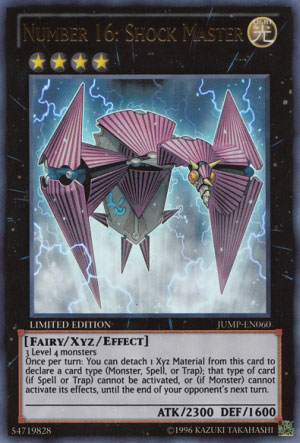 NUMBER 16: SHOCK MASTER
LIGHT
光
LIMITED EDITION
JUMP-EN060
[FAIRY/XYZ/EFFECT]
3 Level 4 monsters
Once per turn: You can detach 1 Xyz Material from this card to
declare a card type (Monster, Spell, or Trap); that type of card
(if Spell or Trap) cannot be activated, or (if Monster) cannot
activate its effects, until the end of your opponent's next turn.
ATK/2300 DEF/1600
54719828
©1996 KAZUKI TAKAHASHI